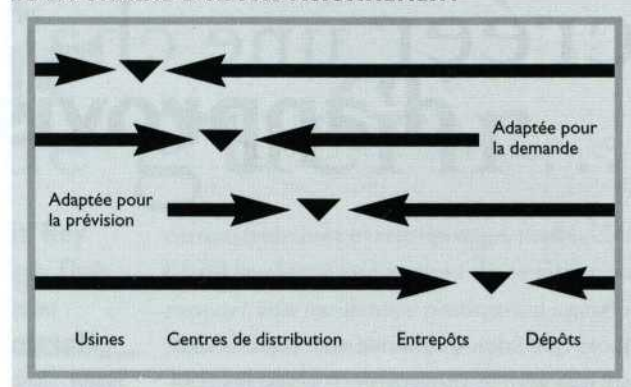 Adaptée pour
la demande
Adaptée pour
la prévision
Usines Centres de distribution Entrepôts Dépôts